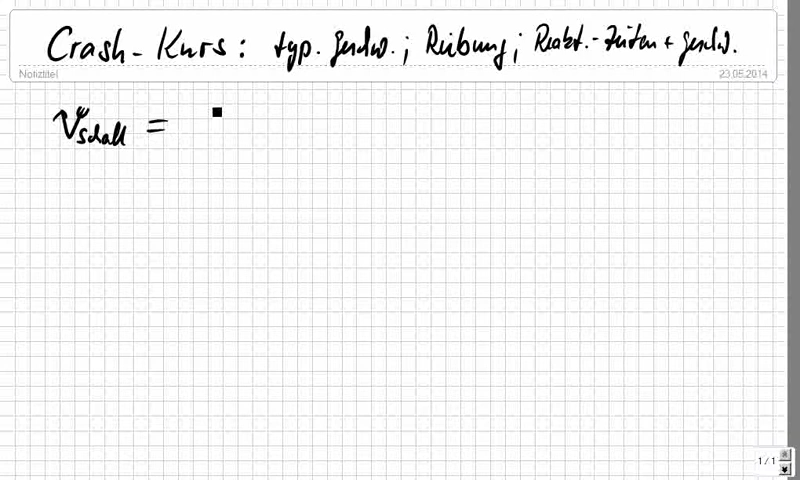 Crash-Kurs: typ. Geschw.; Reibung; Reakt.-Zeiten + Geschw.
Notiztitel
23.05.2014
Vschall =
1/1